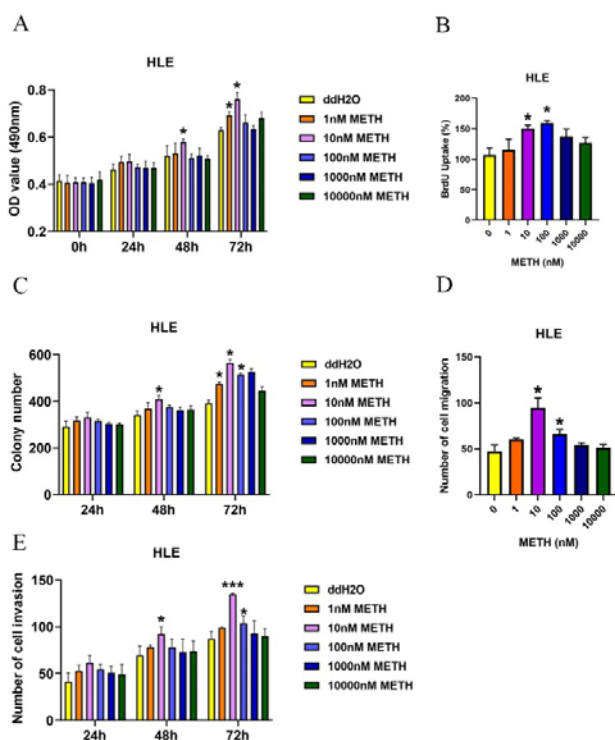 A
HLE
OD value (490nm)
0.8
0.6
0.4
0.2
0h 24h 48h 72h
* * *
ddH2O
1nM METH
10nM METH
100nM METH
1000nM METH
10000nM METH
B
HLE
BrdU Uptake (%)
200
150
100
50
0
* *
0 1 10 100 1000 10000
METH (nM)
C
HLE
Colony number
600
400
200
0
24h 48h 72h
* * * *
ddH2O
1nM METH
10nM METH
100nM METH
1000nM METH
10000nM METH
D
HLE
Number of cell migration
150
100
50
0
* *
0 1 10 100 1000 10000
METH (nM)
E
HLE
Number of cell invasion
150
100
50
0
24h 48h 72h
* *** *
ddH2O
1nM METH
10nM METH
100nM METH
1000nM METH
10000nM METH